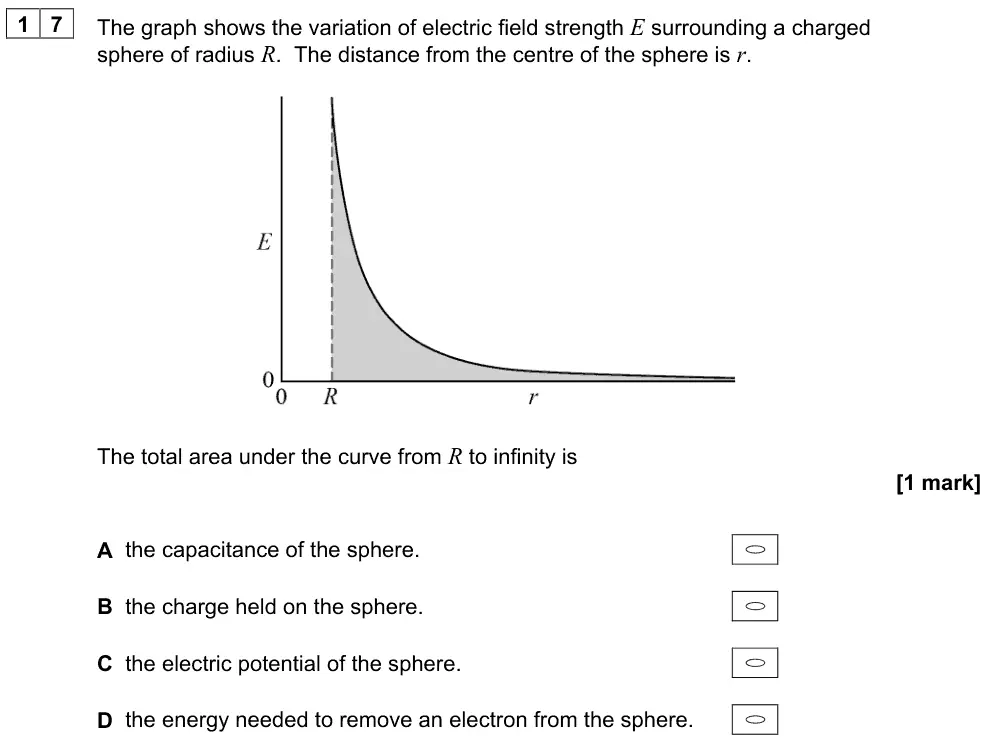 1 7 The graph shows the variation of electric field strength E surrounding a charged
sphere of radius R. The distance from the centre of the sphere is r.
E
0
0 R r
The total area under the curve from R to infinity is
[1 mark]
A the capacitance of the sphere.
B the charge held on the sphere.
C the electric potential of the sphere.
D the energy needed to remove an electron from the sphere.